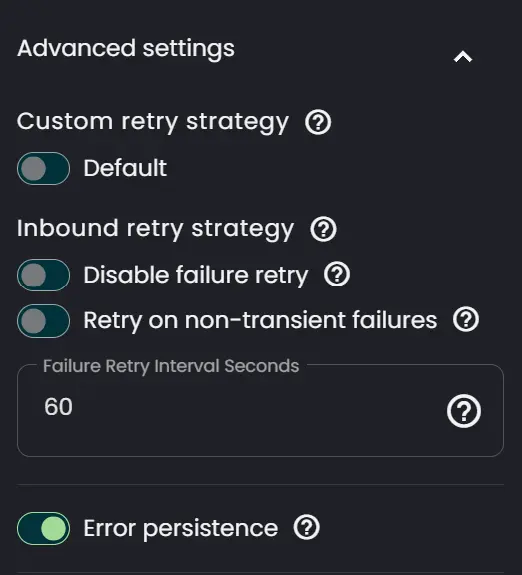 Advanced settings
Custom retry strategy ?
Default
Inbound retry strategy ?
Disable failure retry ?
Retry on non-transient failures ?
Failure Retry Interval Seconds
60 ?
Error persistence ?